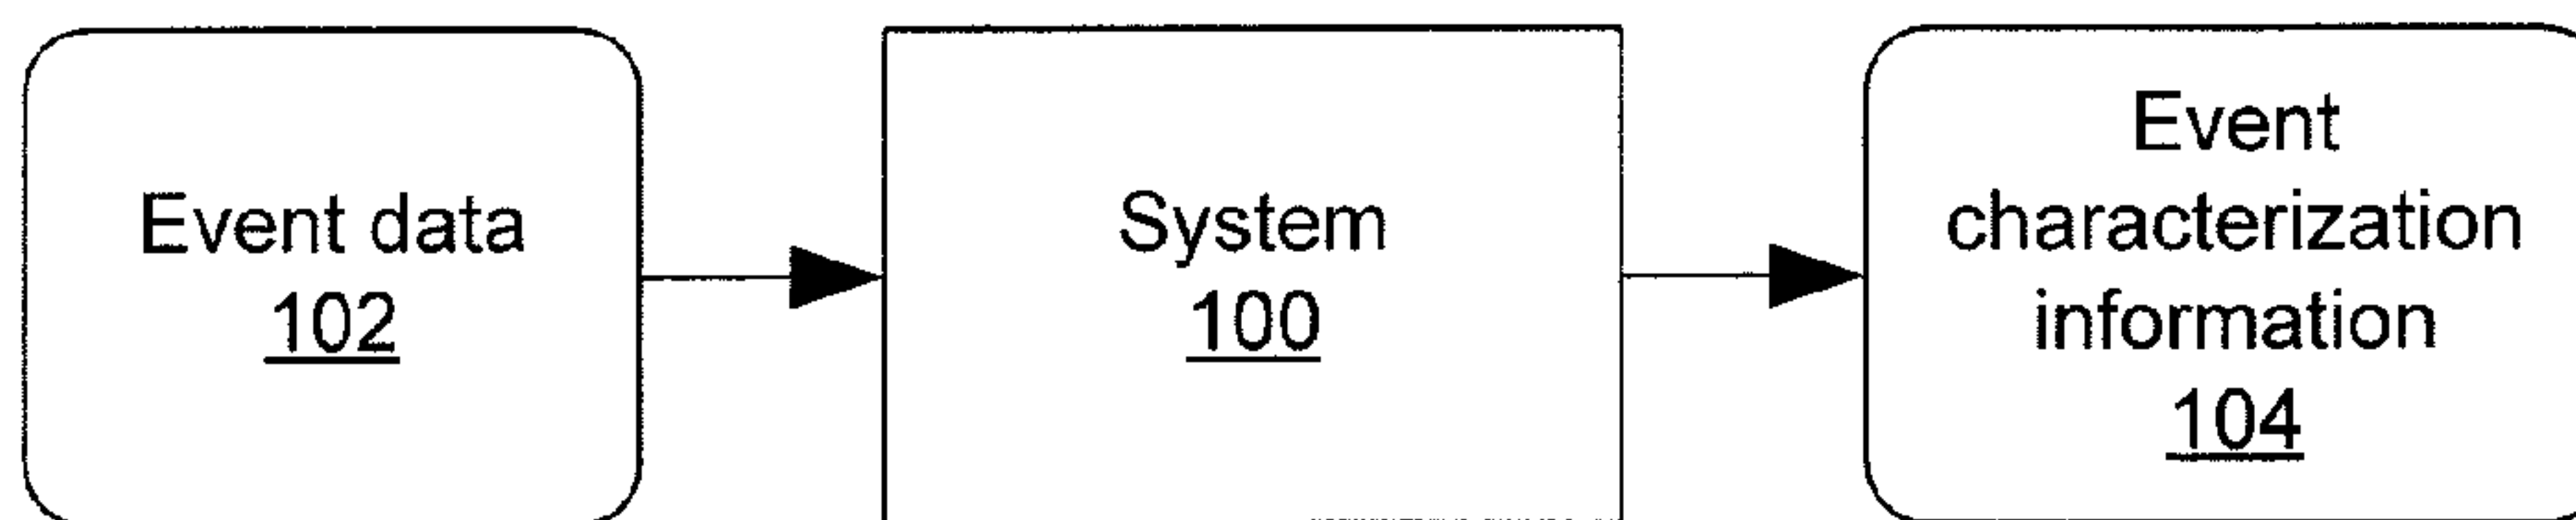 Event data
102
System
100
Event
characterization
information
104